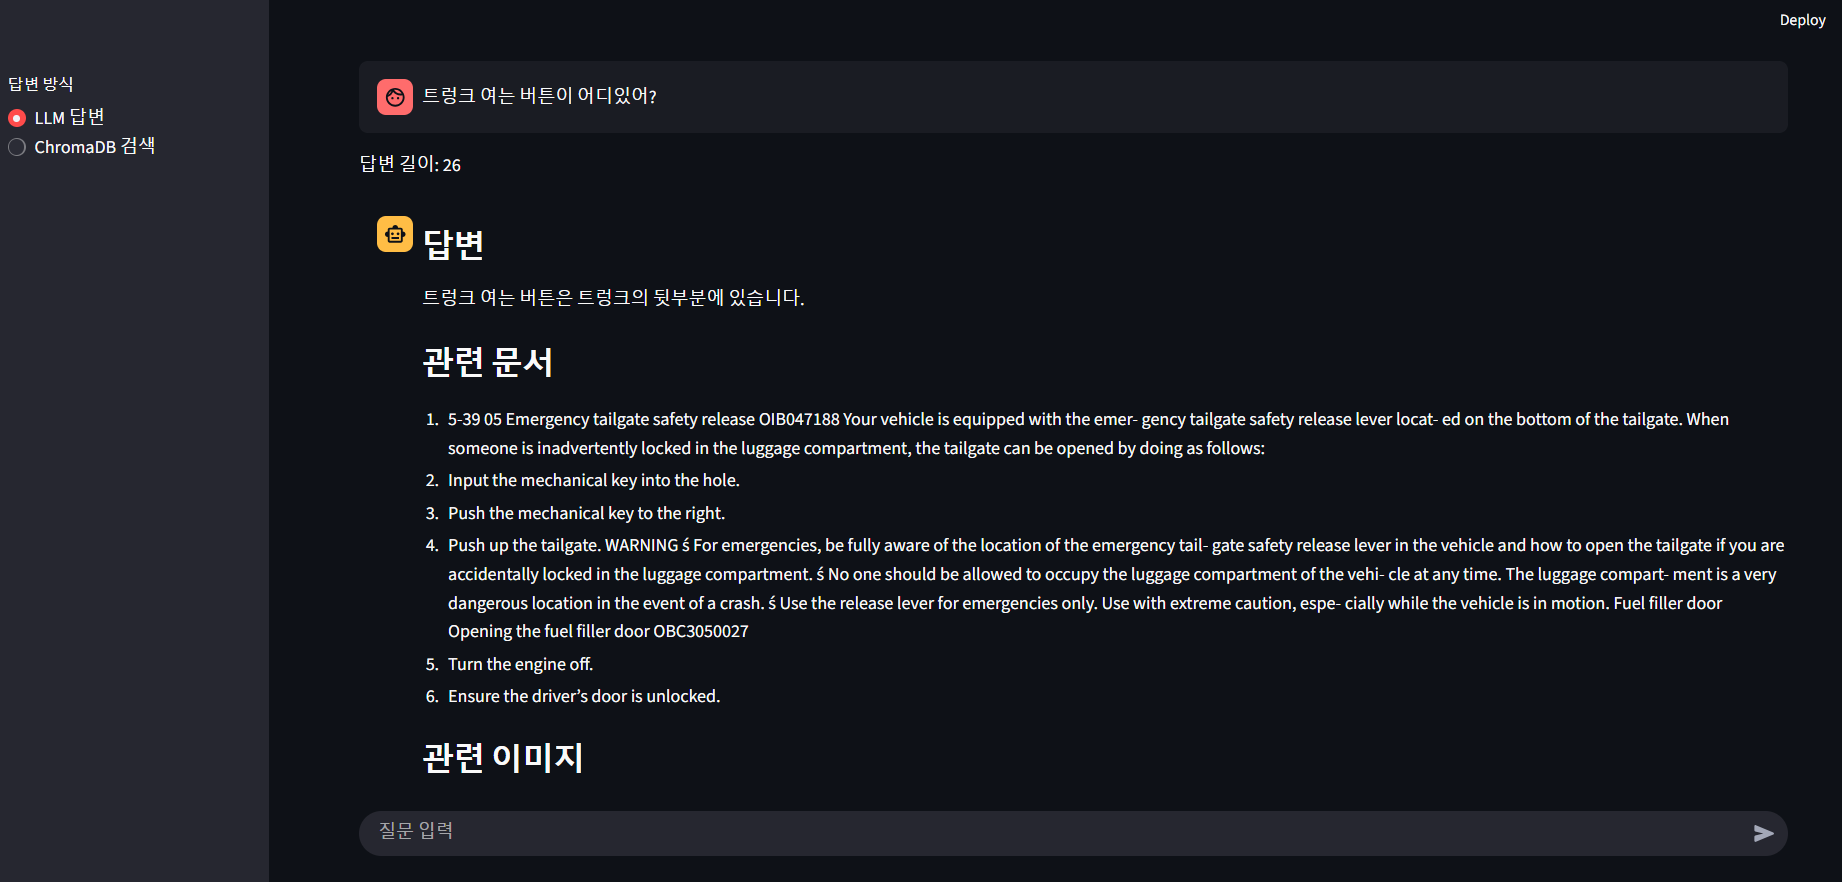 Deploy
답변 방식
LLM 답변
ChromaDB 검색
트렁크 여는 버튼이 어디있어?
답변 길이: 26
답변
트렁크 여는 버튼은 트렁크의 뒷부분에 있습니다.
관련 문서
1. 5-39 05 Emergency tailgate safety release OIB047188 Your vehicle is equipped with the emer- gency tailgate safety release lever locat- ed on the bottom of the tailgate. When
someone is inadvertently locked in the luggage compartment, the tailgate can be opened by doing as follows:
2. Input the mechanical key into the hole.
3. Push the mechanical key to the right.
4. Push up the tailgate. WARNING ś For emergencies, be fully aware of the location of the emergency tail- gate safety release lever in the vehicle and how to open the tailgate if you are
accidentally locked in the luggage compartment. ś No one should be allowed to occupy the luggage compartment of the vehi- cle at any time. The luggage compart- ment is a very
dangerous location in the event of a crash. ś Use the release lever for emergencies only. Use with extreme caution, espe- cially while the vehicle is in motion. Fuel filler door
Opening the fuel filler door OBC3050027
5. Turn the engine off.
6. Ensure the driver’s door is unlocked.
관련 이미지
질문 입력